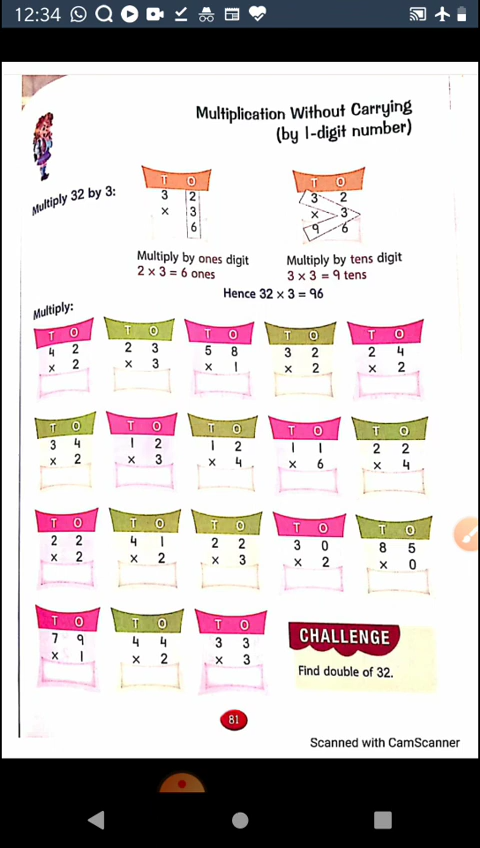 12:34
Multiplication Without Carrying
(by 1-digit number)
Multiply 32 by 3:
T O T O
3 2 3 2
x 3 x 3
6 9 6
Multiply by ones digit Multiply by tens digit
2 x 3 = 6 ones 3 x 3 = 9 tens
Hence 32 x 3 = 96
Multiply:
T O T O T O T O T O
4 2 2 3 5 8 3 2 2 4
x 2 x 3 x 1 x 2 x 2
T O T O T O T O T O
3 4 1 2 1 2 1 1 2 2
x 2 x 3 x 4 x 6 x 4
T O T O T O T O T O
2 2 4 1 2 2 3 0 8 5
x 2 x 2 x 3 x 2 x 0
T O T O T O
7 9 4 4 3 3
x 1 x 2 x 3
CHALLENGE
Find double of 32.
81
Scanned with CamScanner